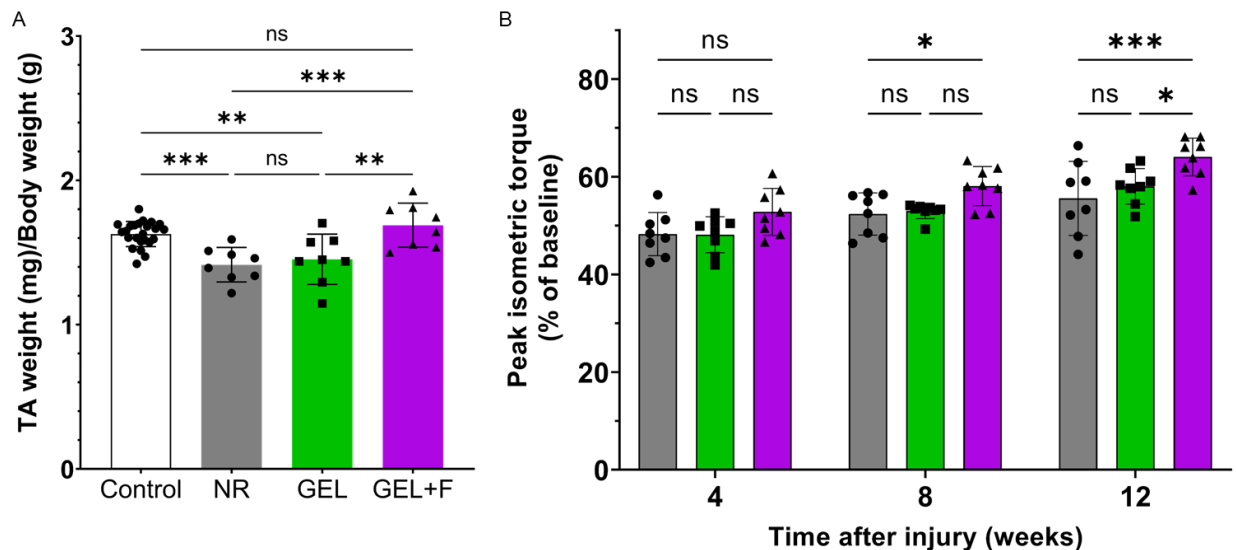 A
TA weight (mg)/Body weight (g)
3
2
1
0
ns
***
**
***
ns
**
Control
NR
GEL
GEL+F
B
Peak isometric torque
(% of baseline)
80
60
40
20
0
ns
ns
ns
*
ns
ns
***
ns
*
4
8
12
Time after injury (weeks)